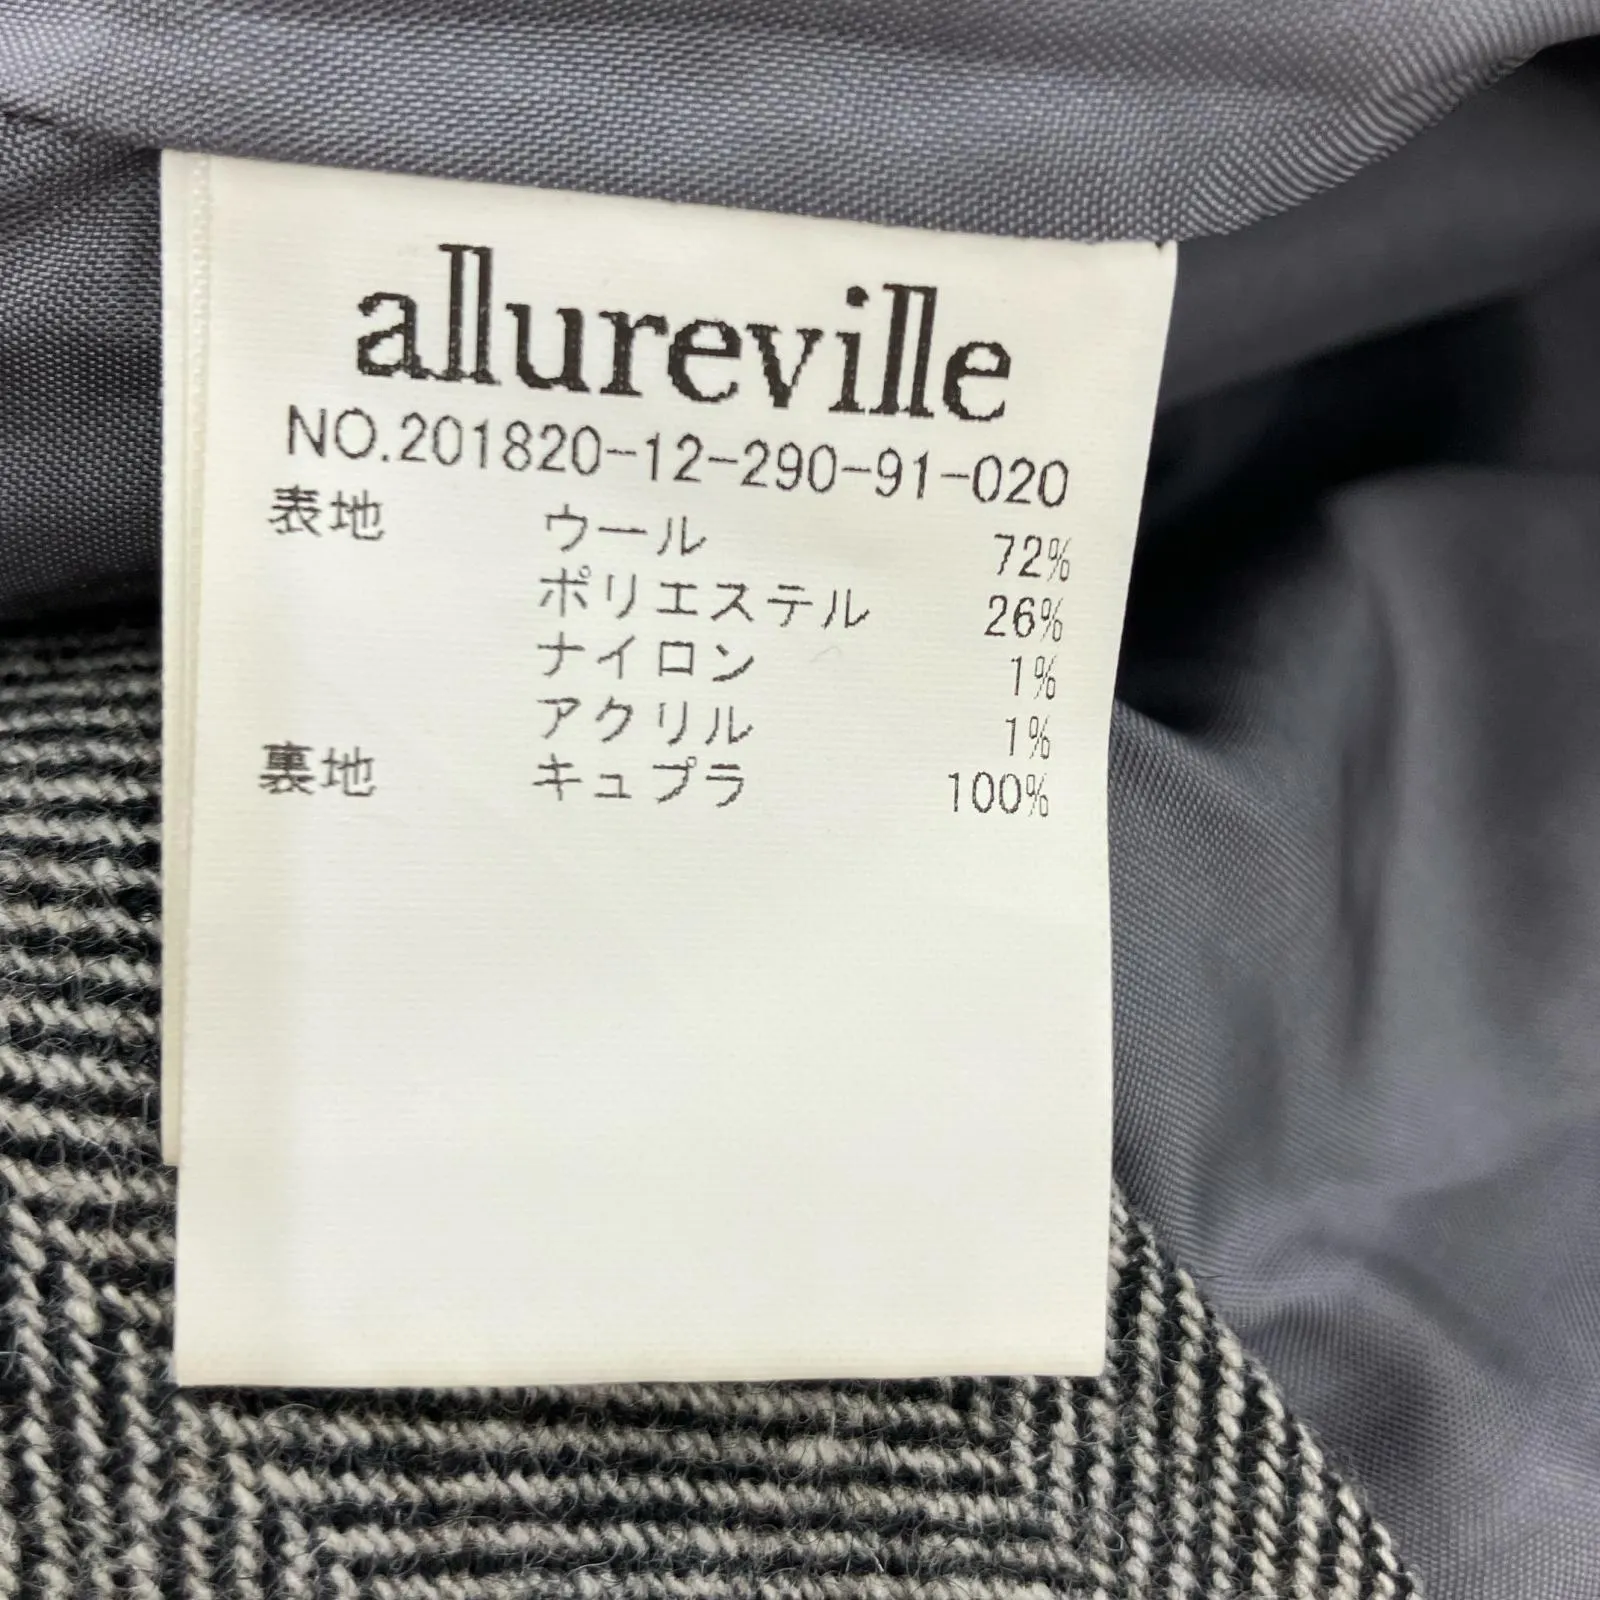 allureville
NO.201820-12-290-91-020
表地 ウール 72%
ポリエステル 26%
ナイロン 1%
アクリル 1%
裏地 キュプラ 100%